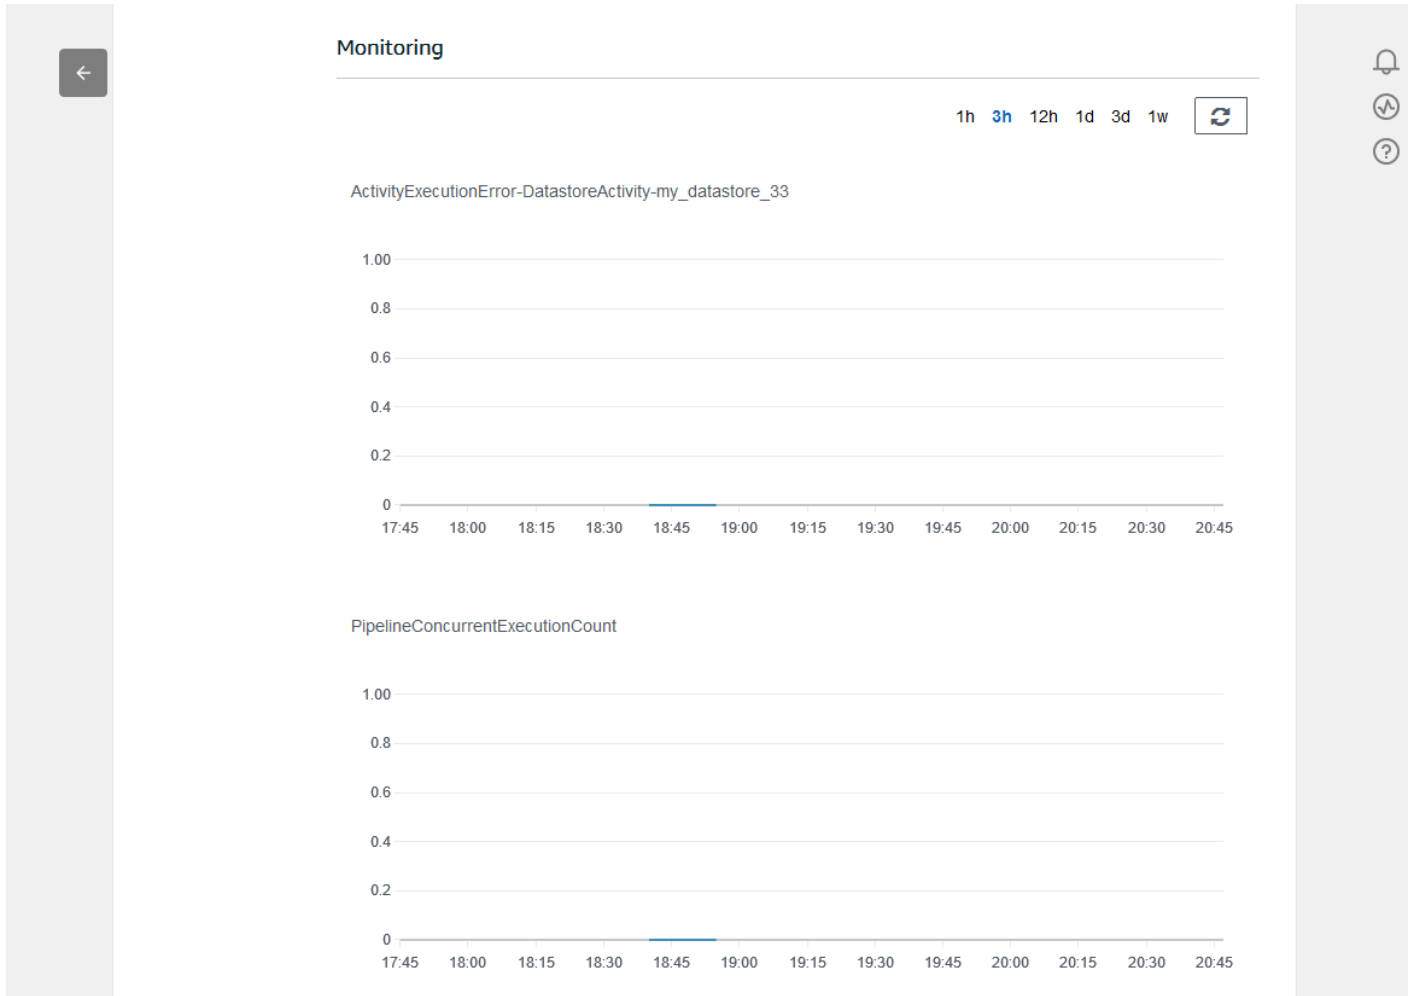 Monitoring
1h 3h 12h 1d 3d 1w
ActivityExecutionError-DatastoreActivity-my_datastore_33
1.00
0.8
0.6
0.4
0.2
0
17:45 18:00 18:15 18:30 18:45 19:00 19:15 19:30 19:45 20:00 20:15 20:30 20:45
PipelineConcurrentExecutionCount
1.00
0.8
0.6
0.4
0.2
0
17:45 18:00 18:15 18:30 18:45 19:00 19:15 19:30 19:45 20:00 20:15 20:30 20:45